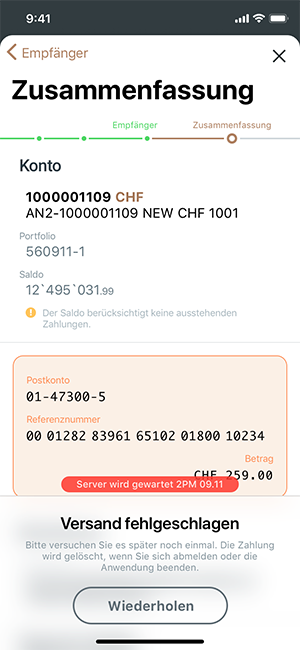 9:41
Empfänger
Zusammenfassung
Empfänger Zusammenfassung
Konto
1000001109 CHF
AN2-1000001109 NEW CHF 1001
Portfolio
560911-1
Saldo
12`495`031.99
Der Saldo berücksichtigt keine ausstehenden
Zahlungen.
Postkonto
01-47300-5
Referenznummer
00 01282 83961 65102 01800 10234
Betrag
CHF 259.00
Server wird gewartet 2PM 09.11
Versand fehlgeschlagen
Bitte versuchen Sie es später noch einmal. Die Zahlung
wird gelöscht, wenn Sie sich abmelden oder die
Anwendung beenden.
Wiederholen